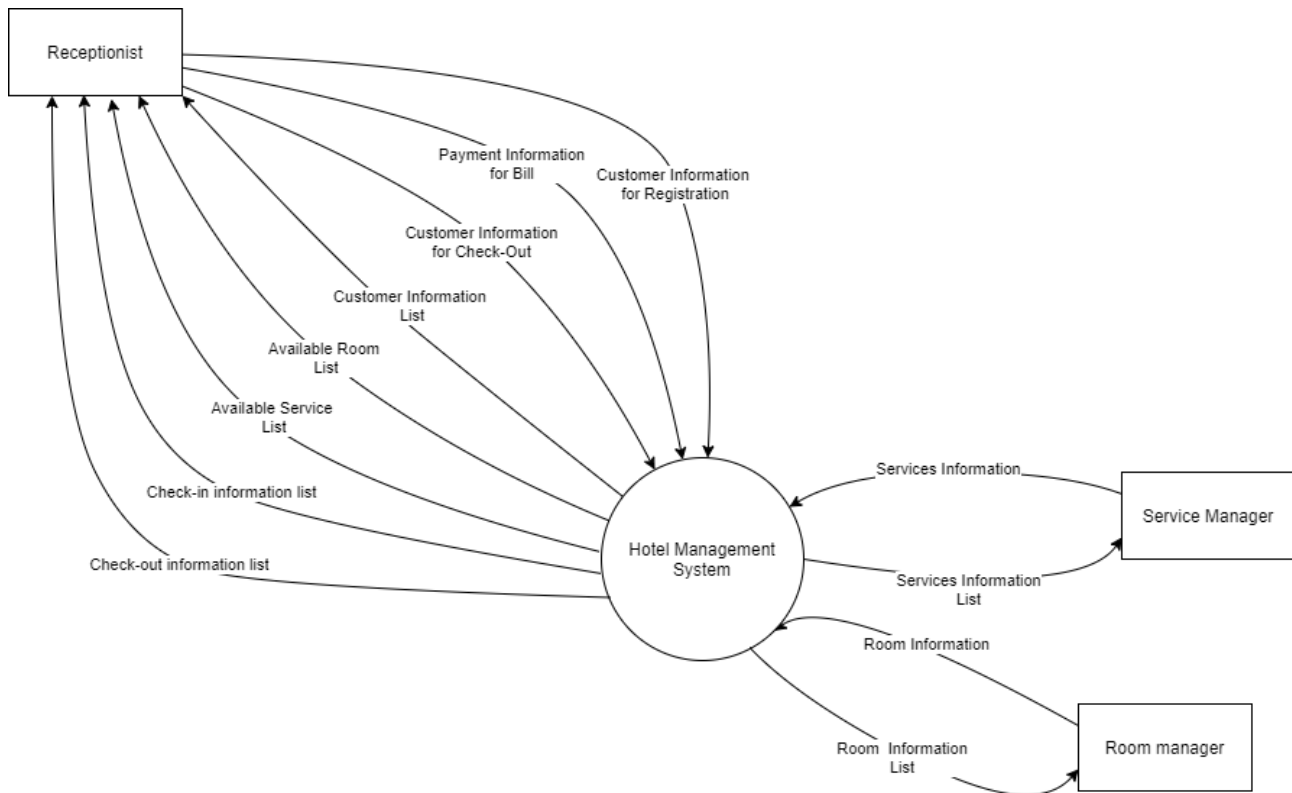 Receptionist
Payment Information
for Bill
Customer Information
for Registration
Customer Information
for Check-Out
Customer Information
List
Available Room
List
Available Service
List
Check-in information list
Check-out information list
Hotel Management
System
Services Information
Service Manager
Services Information
List
Room Information
Room manager
Room  Information
List